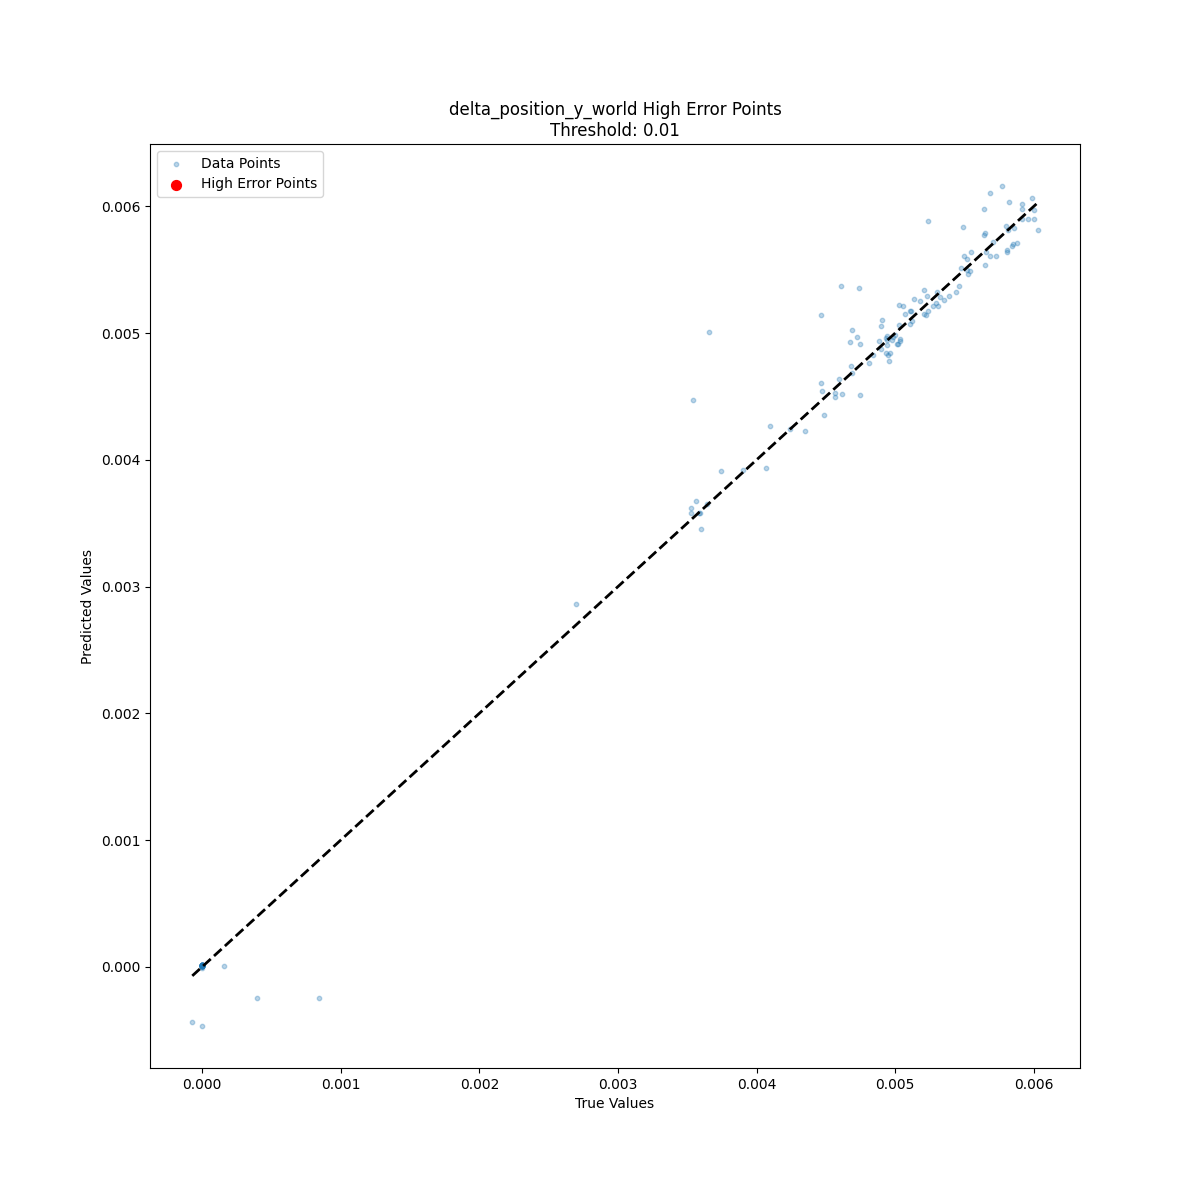 delta_position_y_world High Error Points
Threshold: 0.01
Data Points
High Error Points
0.006
0.005
0.004
0.003
0.002
0.001
0.000
Predicted Values
0.000 0.001 0.002 0.003 0.004 0.005 0.006
True Values